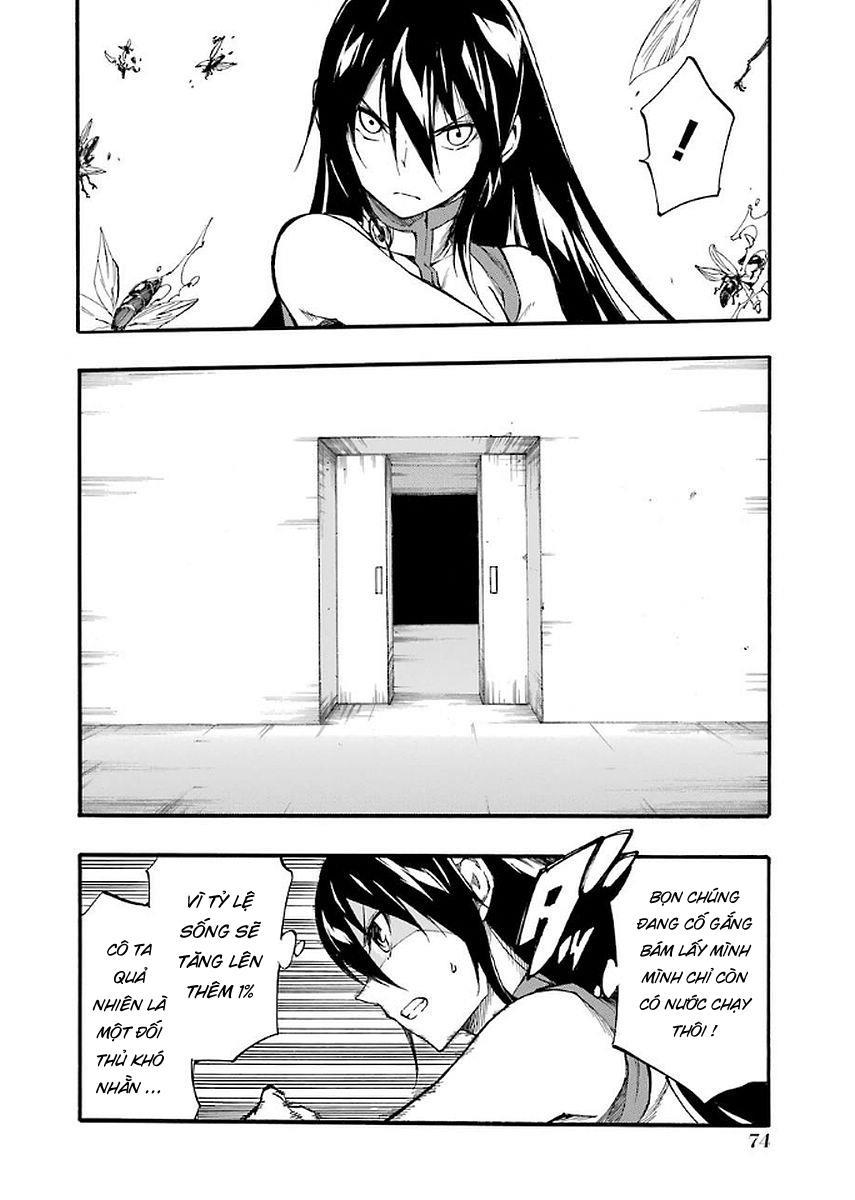 !
BỌN CHÚNG
ĐANG CỐ GẮNG
BÁM LẤY MÌNH
MÌNH CHỈ CÒN
CÓ NƯỚC CHẠY
THÔI !
VÌ TỶ LỆ
SỐNG SẼ
TĂNG LÊN
THÊM 1%
CÔ TA
QUẢ
NHIÊN LÀ
MỘT ĐỐI
THỦ KHÓ
NHẰN ...
74